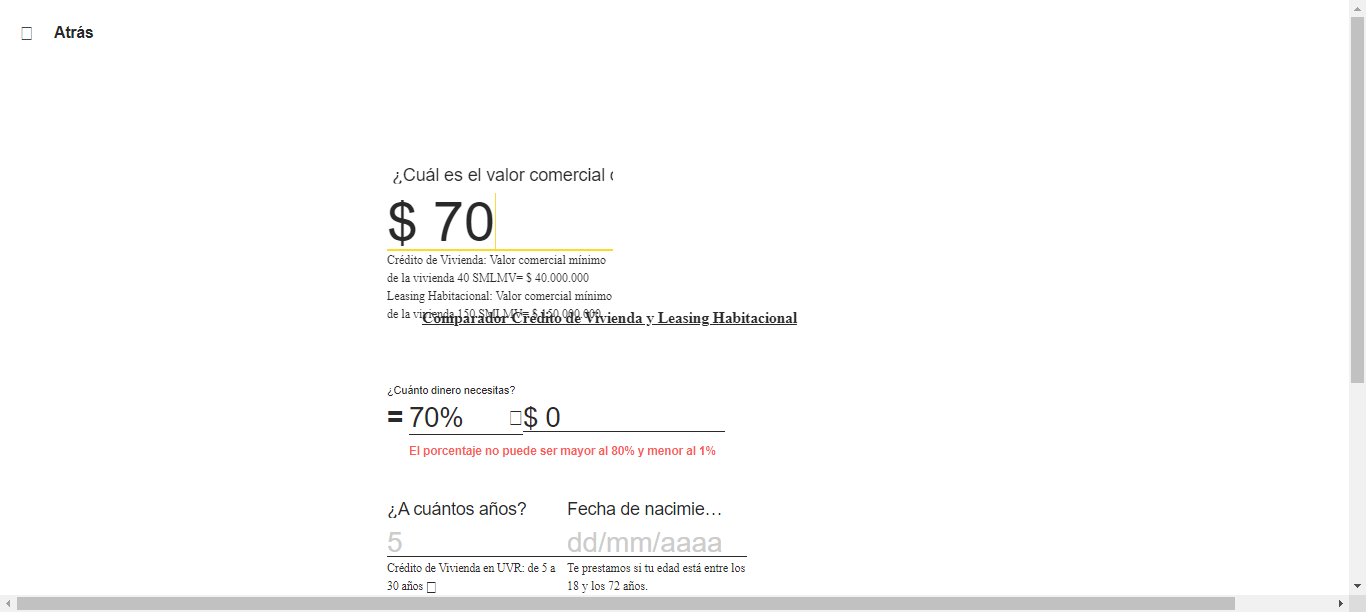 Atrás
¿Cuál es el valor comercial
$ 70
Crédito de Vivienda: Valor comercial mínimo
de la vivienda 40 SMLMV= $ 40.000.000
Leasing Habitacional: Valor comercial mínimo
de la vivienda 150 SMLMV= $ 150.000.000
Comparador Crédito de Vivienda y Leasing Habitacional
¿Cuánto dinero necesitas?
= 70% $ 0
El porcentaje no puede ser mayor al 80% y menor al 1%
¿A cuántos años? Fecha de nacimie…
5 dd/mm/aaaa
Crédito de Vivienda en UVR: de 5 a Te prestamos si tu edad está entre los
30 años 18 y los 72 años.